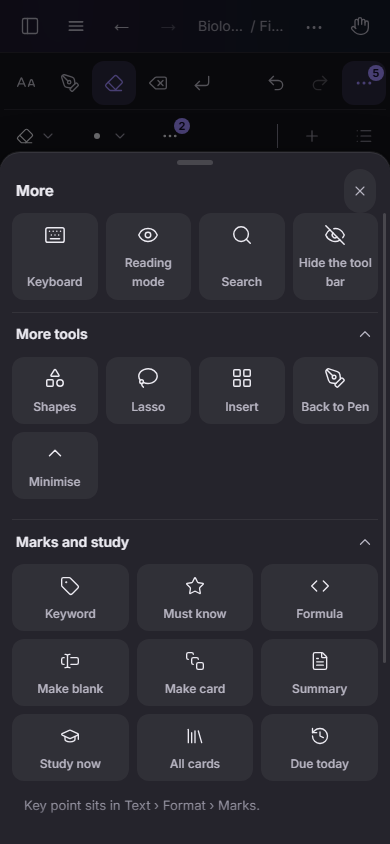 Biolo... / Fi...
AA
5
2
More
Keyboard
Reading mode
Search
Hide the tool bar
More tools
Shapes
Lasso
Insert
Back to Pen
Minimise
Marks and study
Keyword
Must know
Formula
Make blank
Make card
Summary
Study now
All cards
Due today
Key point sits in Text › Format › Marks.